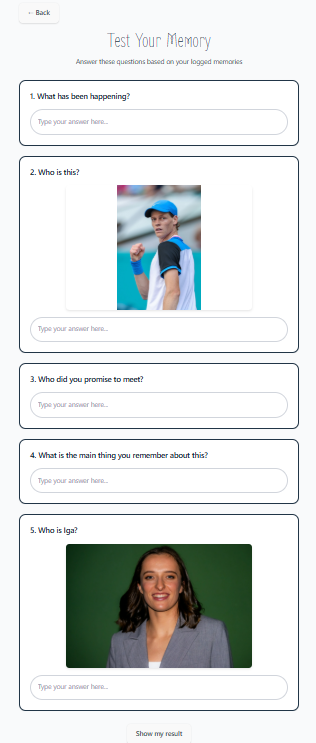 ← Back
Test Your Memory
Answer these questions based on your logged memories
1. What has been happening?
Type your answer here...
2. Who is this?
Type your answer here...
3. Who did you promise to meet?
Type your answer here...
4. What is the main thing you remember about this?
Type your answer here...
5. Who is Iga?
Type your answer here...
Show my result